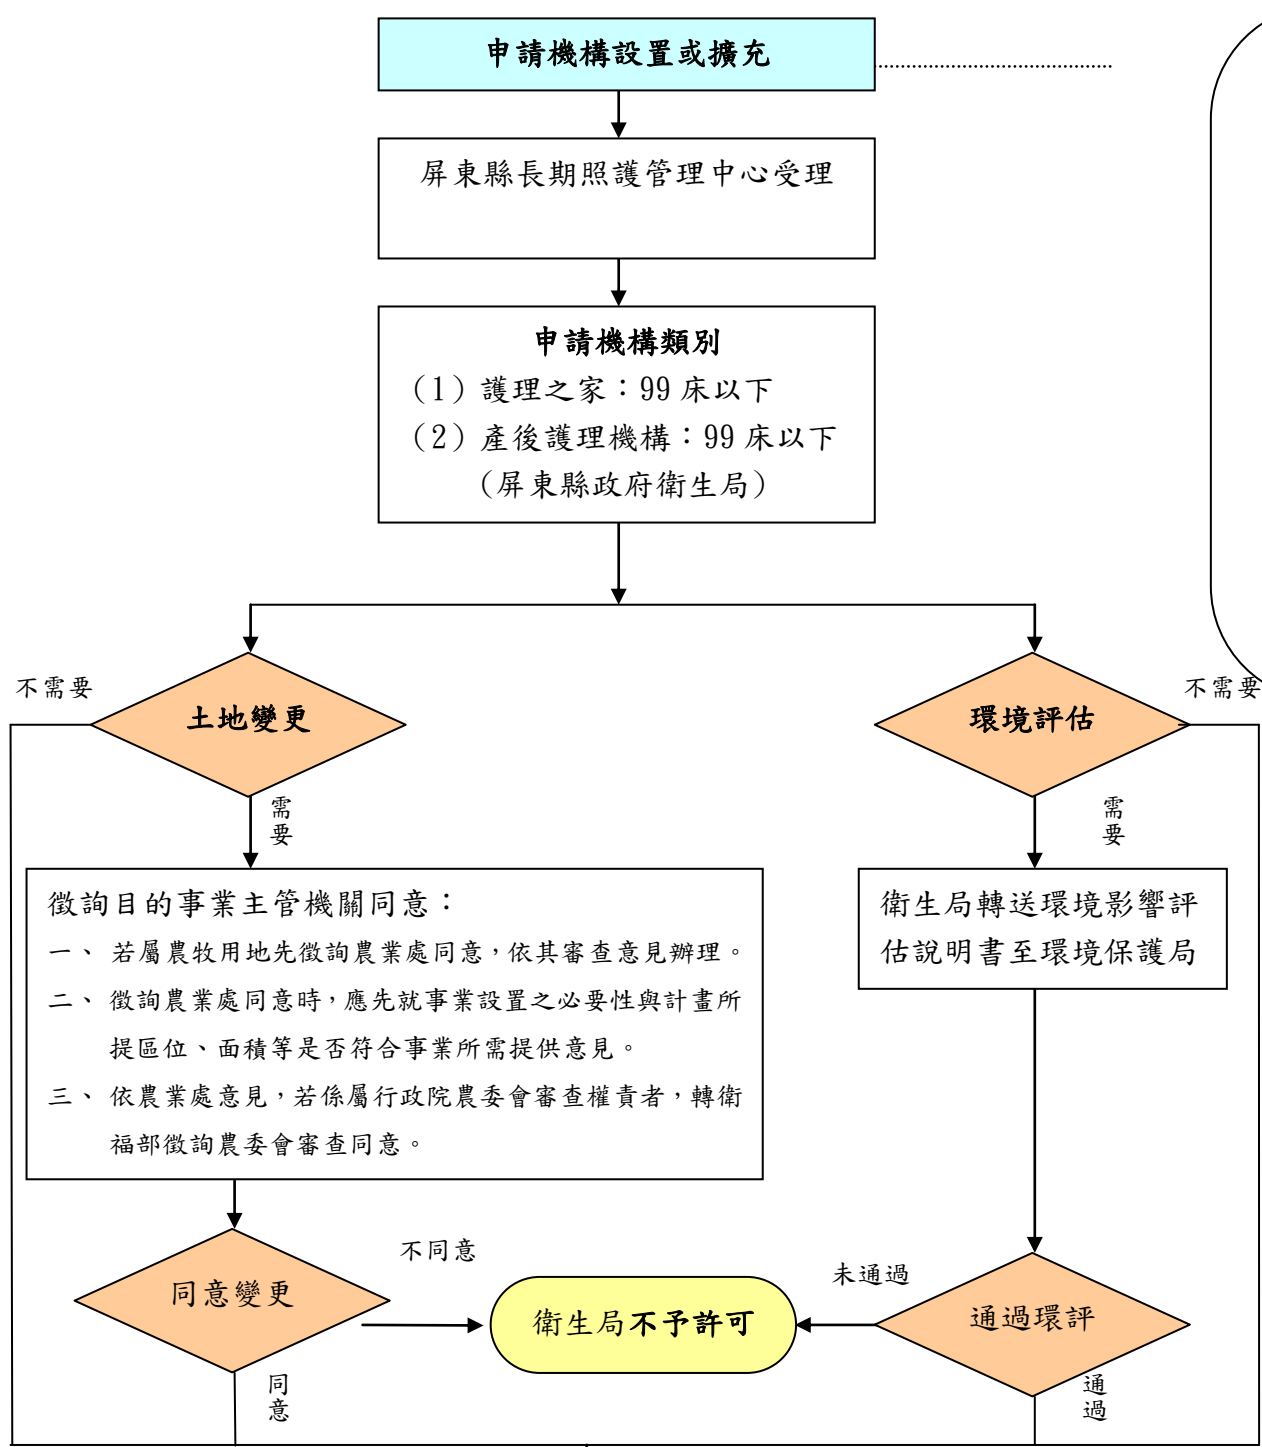 申請機構設置或擴充
屏東縣長期照護管理中心受理
申請機構類別
（1）護理之家：99 床以下
（2）產後護理機構：99 床以下
（屏東縣政府衛生局）
不需要
土地變更
環境評估
不需要
需要
需要
徵詢目的事業主管機關同意：
一、 若屬農牧用地先徵詢農業處同意，依其審查意見辦理。
二、 徵詢農業處同意時，應先就事業設置之必要性與計畫所
提區位、面積等是否符合事業所需提供意見。
三、 依農業處意見，若係屬行政院農委會審查權責者，轉衛
福部徵詢農委會審查同意。
衛生局轉送環境影響評
估說明書至環境保護局
同意變更
不同意
衛生局不予許可
未通過
通過環評
同意
通過